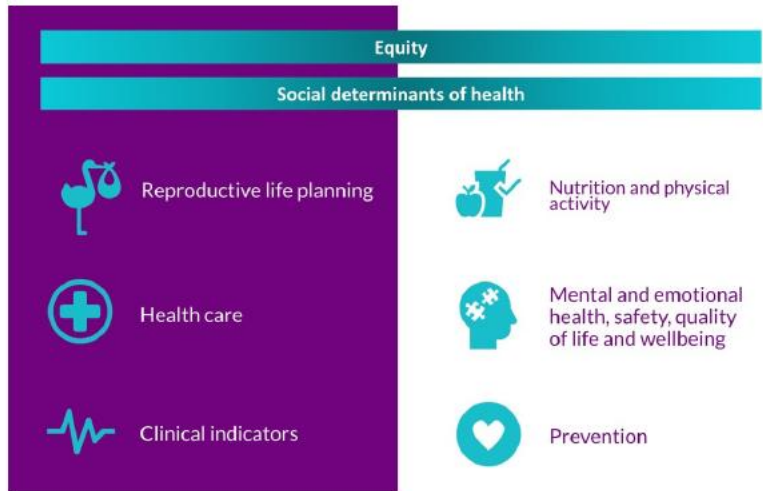 Equity
Social determinants of health
Reproductive life planning
Health care
Clinical indicators
Nutrition and physical
activity
Mental and emotional
health, safety, quality
of life and wellbeing
Prevention